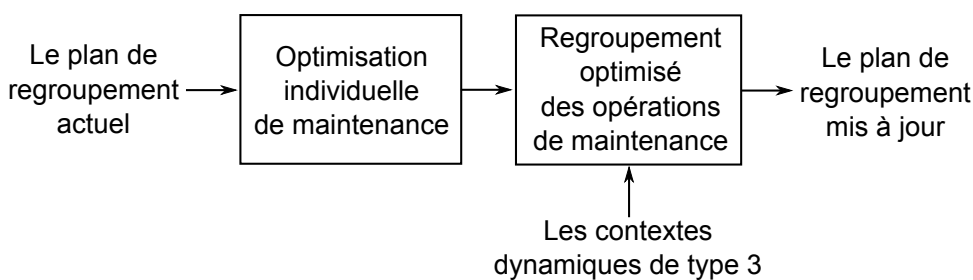 Le plan de
regroupement
actuel
Optimisation
individuelle
de maintenance
Regroupement
optimisé
des opérations
de maintenance
Le plan de
regroupement
mis à jour
Les contextes
dynamiques de type 3